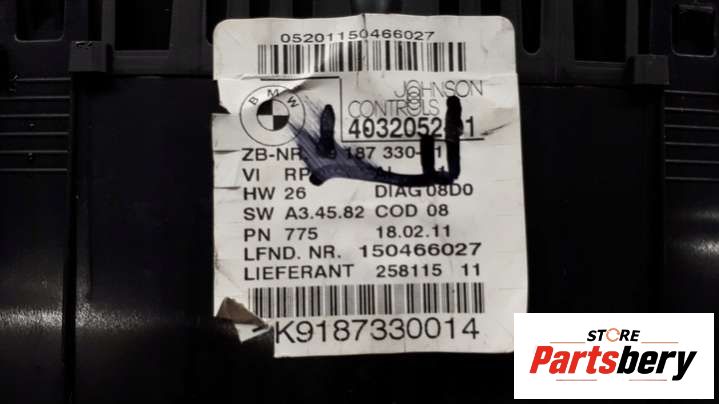 05201150466027
BMW
JOHNSON
CONTROLS
ZB-NR. 187 330-
VI RP
HW 26 DIAG 08D0
SW A3.45.82 COD 08
PN 775 18.02.11
LFND. NR. 150466027
LIEFERANT 258115 11
K9187330014
STORE
Partsbery